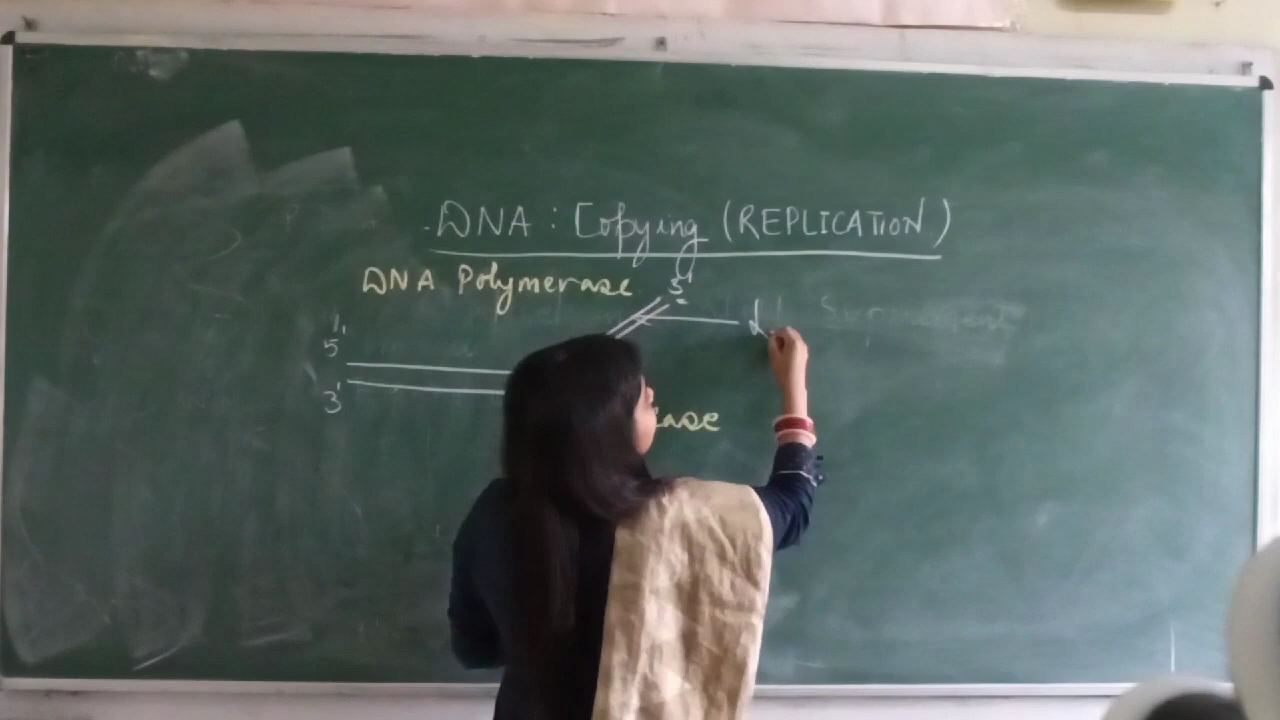 DNA : Copying (REPLICATION)
DNA Polymerase
5'
5'
3'
ase